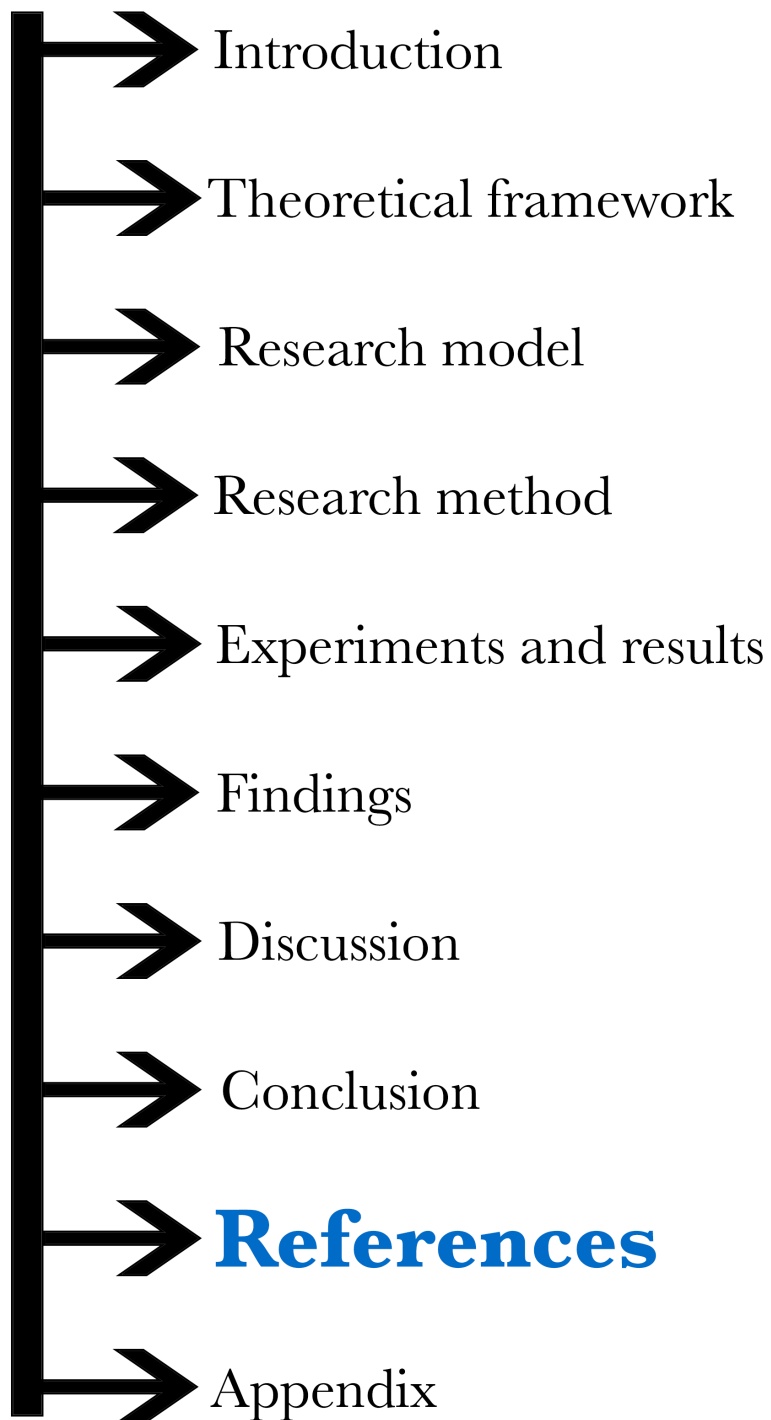 Introduction
Theoretical framework
Research model
Research method
Experiments and results
Findings
Discussion
Conclusion
References
Appendix